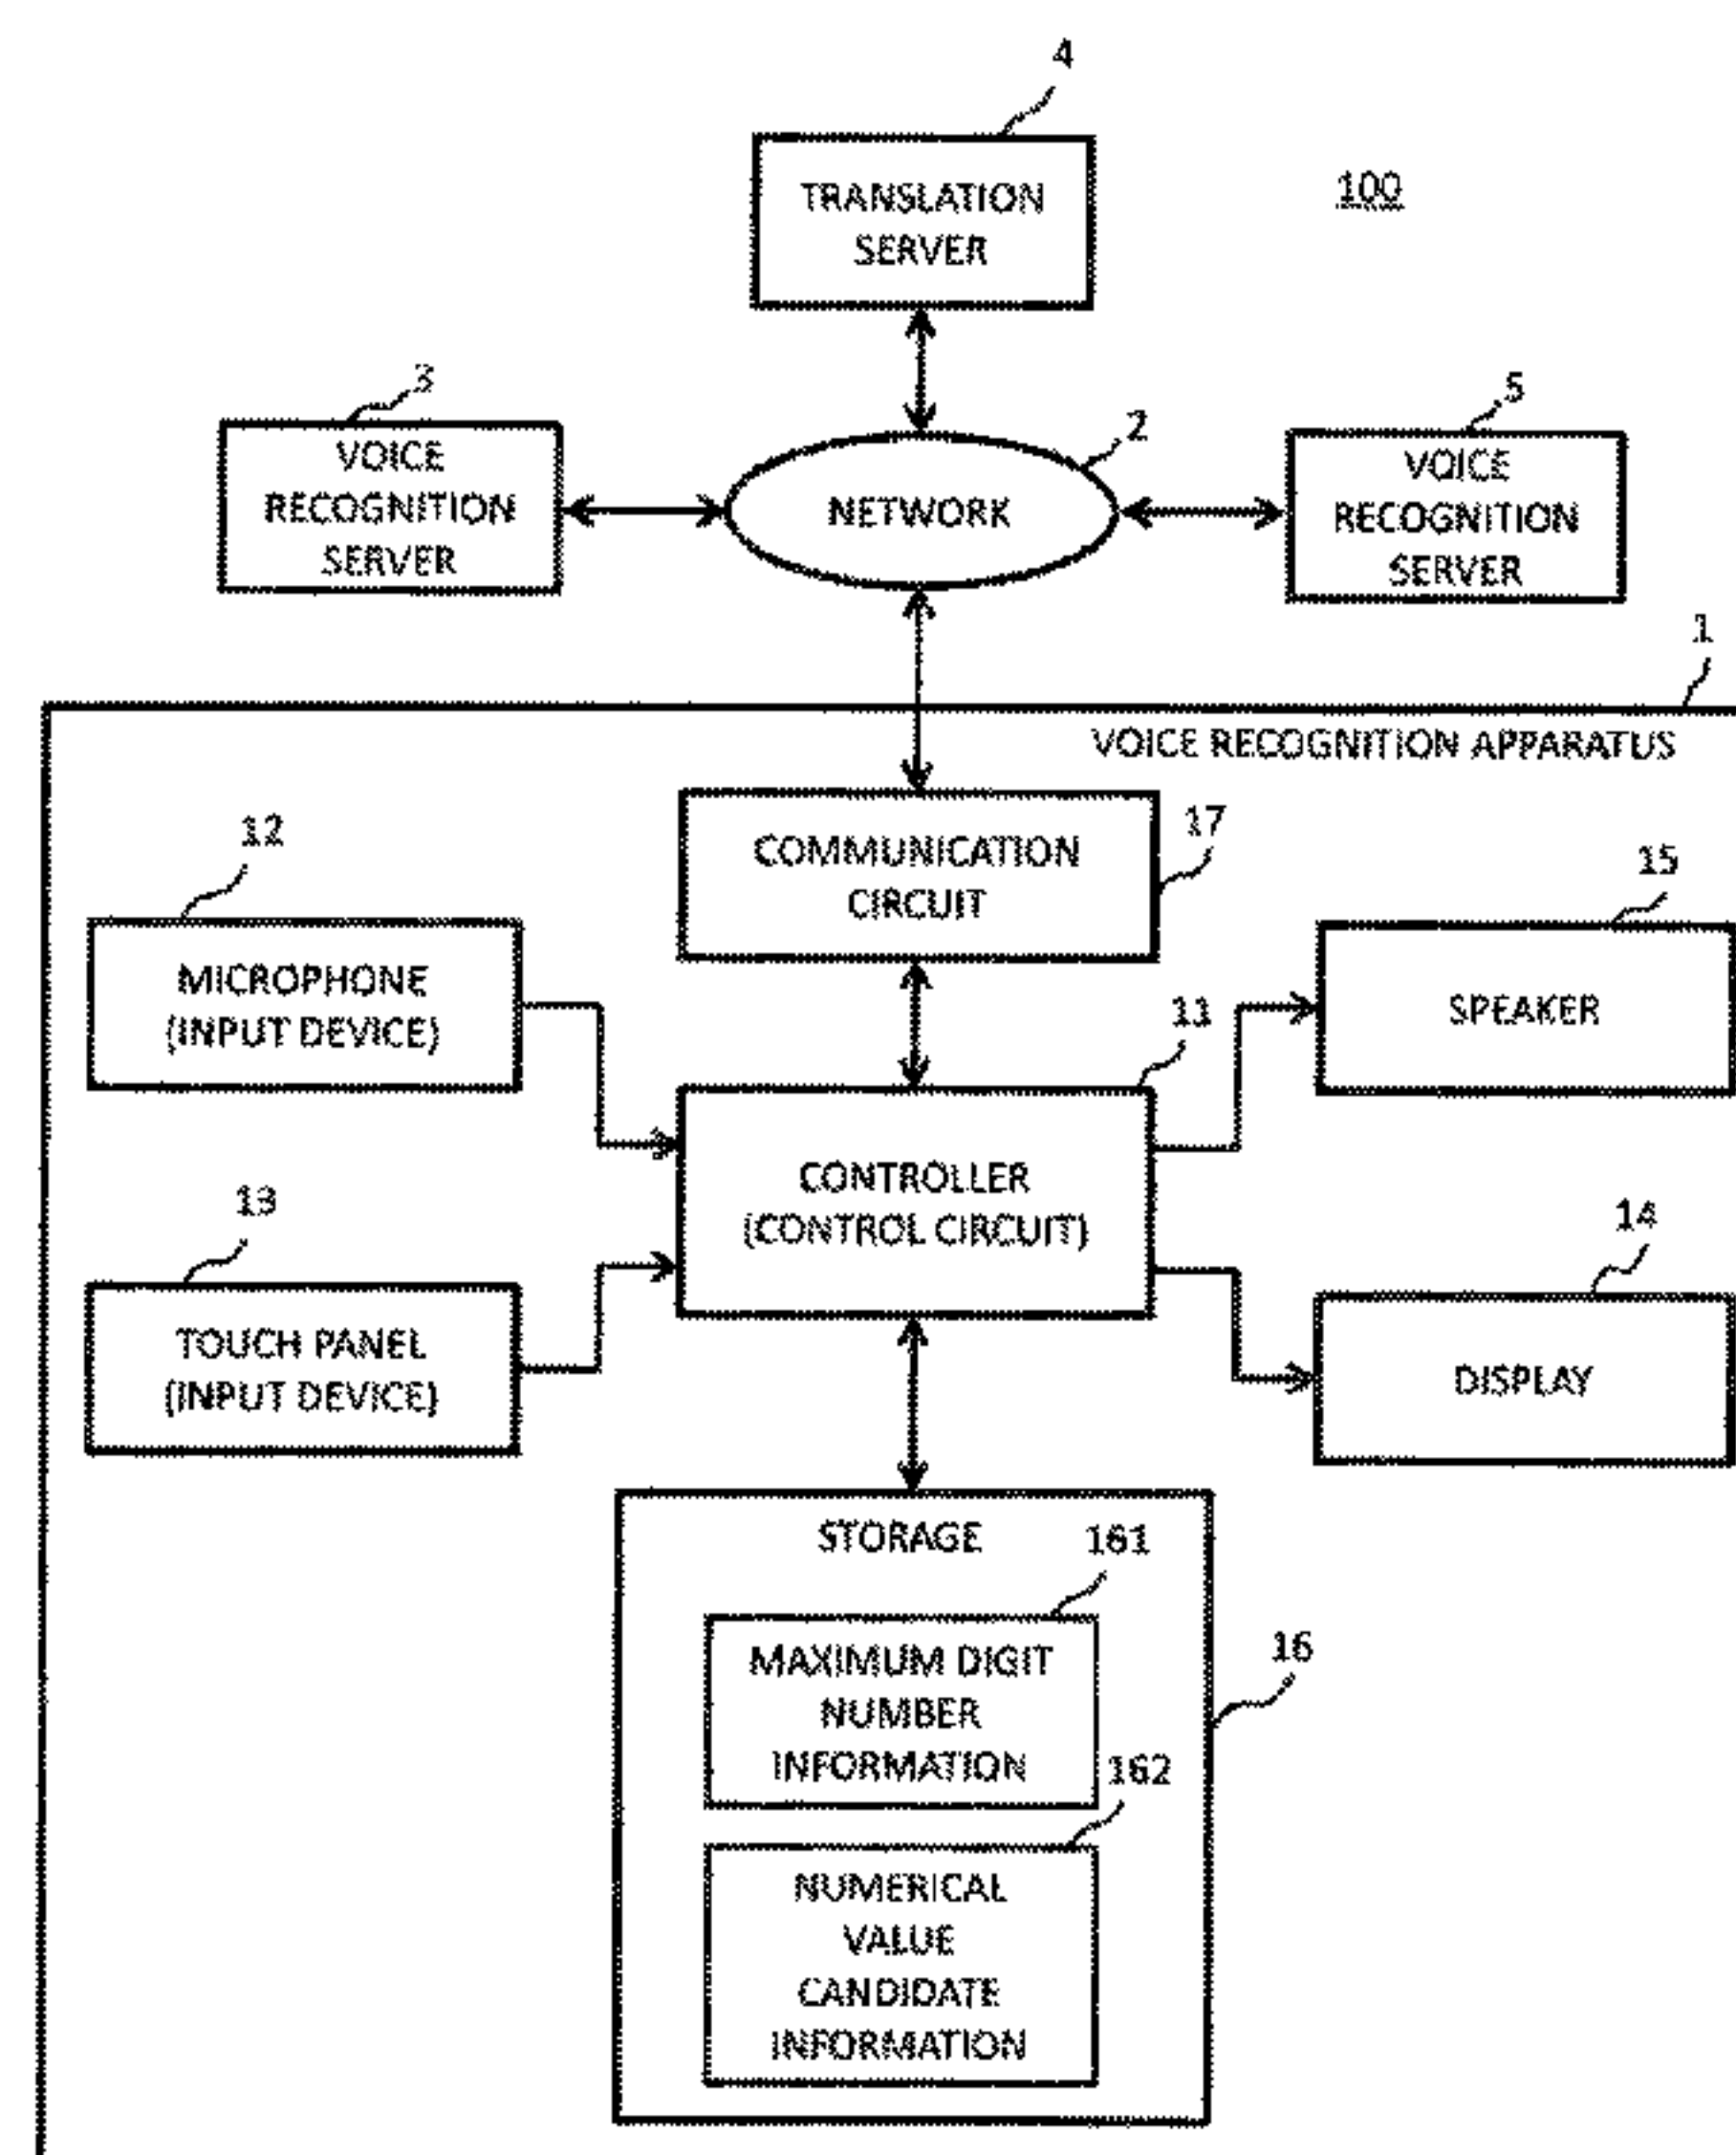 4
TRANSLATION
SERVER
100
3
VOICE
RECOGNITION
SERVER
2
NETWORK
5
VOICE
RECOGNITION
SERVER
1
VOICE RECOGNITION APPARATUS
12
MICROPHONE
(INPUT DEVICE)
COMMUNICATION
CIRCUIT
17
15
SPEAKER
11
CONTROLLER
(CONTROL CIRCUIT)
13
TOUCH PANEL
(INPUT DEVICE)
14
DISPLAY
STORAGE
161
MAXIMUM DIGIT
NUMBER
INFORMATION
16
162
NUMERICAL
VALUE
CANDIDATE
INFORMATION